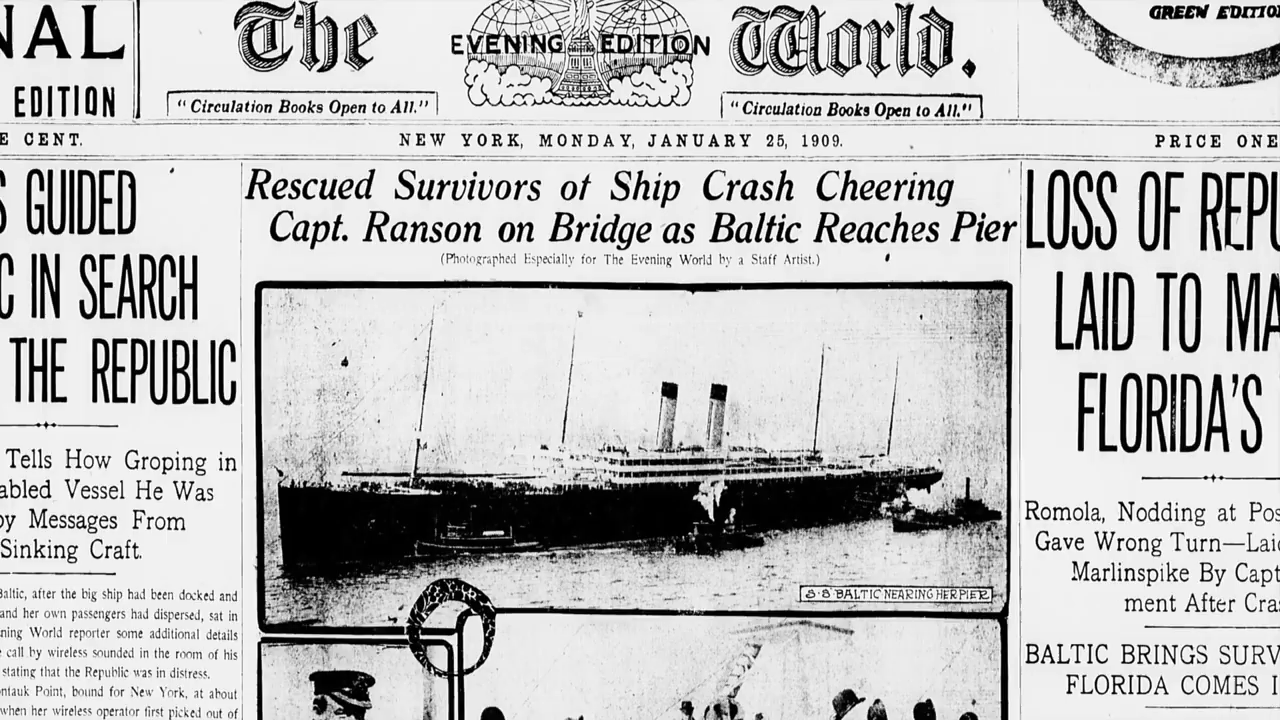 NAL
EDITION
The
EVENING EDITION
World.
GREEN EDITIO
"Circulation Books Open to All."
"Circulation Books Open to All."
E CENT.
NEW YORK, MONDAY, JANUARY 25, 1909.
PRICE ONE
S GUIDED
C IN SEARCH
THE REPUBLIC
Tells How Groping in
abled Vessel He Was
by Messages From
Sinking Craft.
Baltic, after the big ship had been docked and
and her own passengers had dispersed, sat in
ning World reporter some additional details
e call by wireless sounded in the room of his
stating that the Republic was in distress.
ntauk Point, bound for New York, at about
when her wireless operator first picked out of
Rescued Survivors of Ship Crash Cheering
Capt. Ranson on Bridge as Baltic Reaches Pier
(Photographed Especially for The Evening World by a Staff Artist.)
S.S BALTIC NEARING HER PIER
LOSS OF REPU
LAID TO MA
FLORIDA'S
Romola, Nodding at Pos
Gave Wrong Turn—Laid
Marlinspike By Capt
ment After Cra
BALTIC BRINGS SURV
FLORIDA COMES I